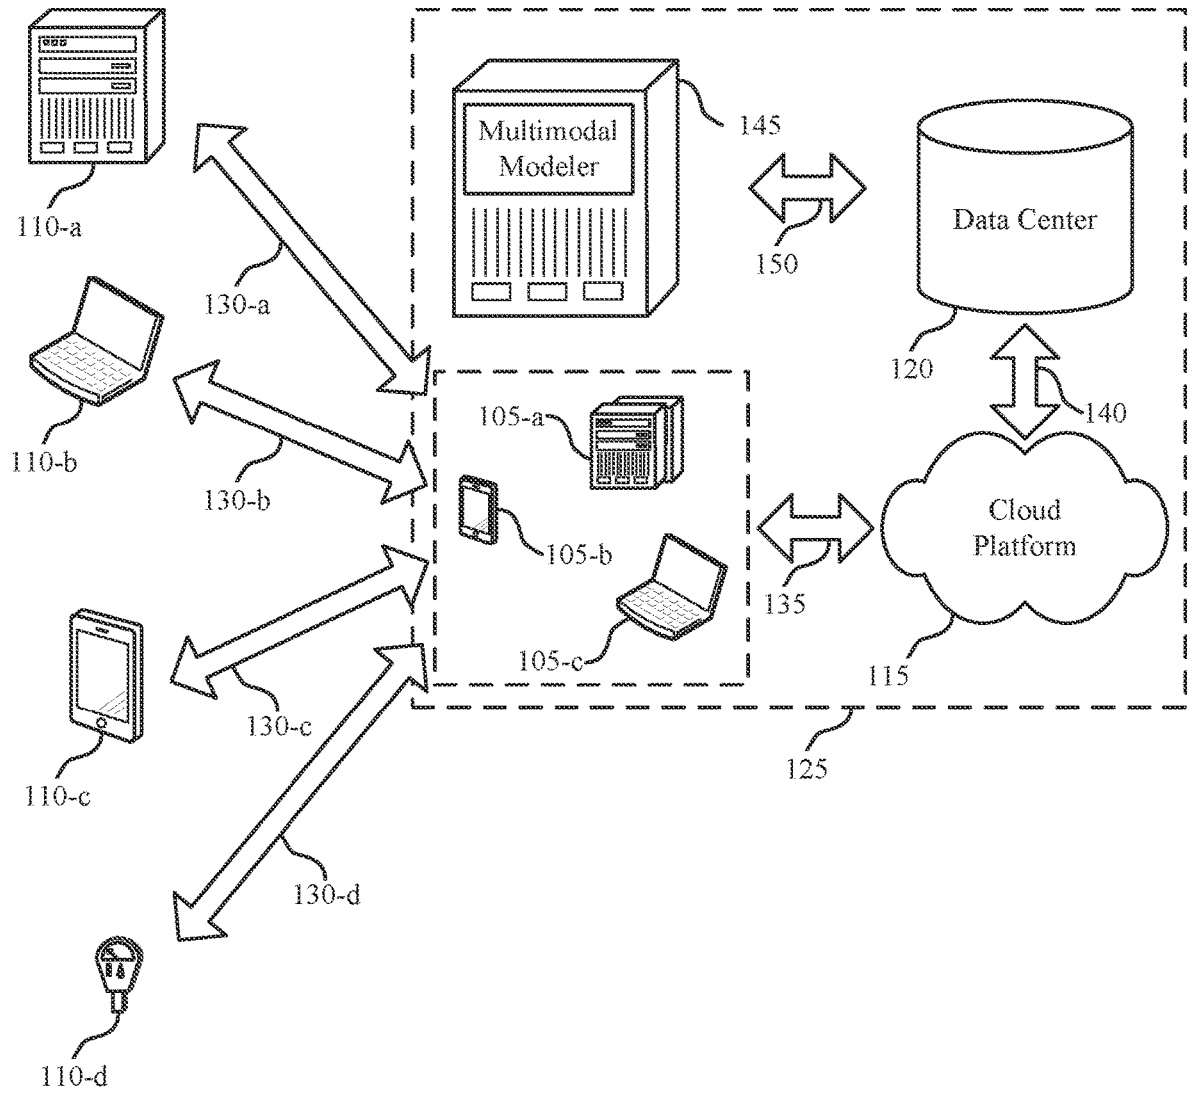 145
Multimodal
Modeler
Data Center
110-a
150
130-a
120
140
105-a
110-b
130-b
Cloud
Platform
105-b
135
105-c
115
130-c
125
110-c
130-d
110-d